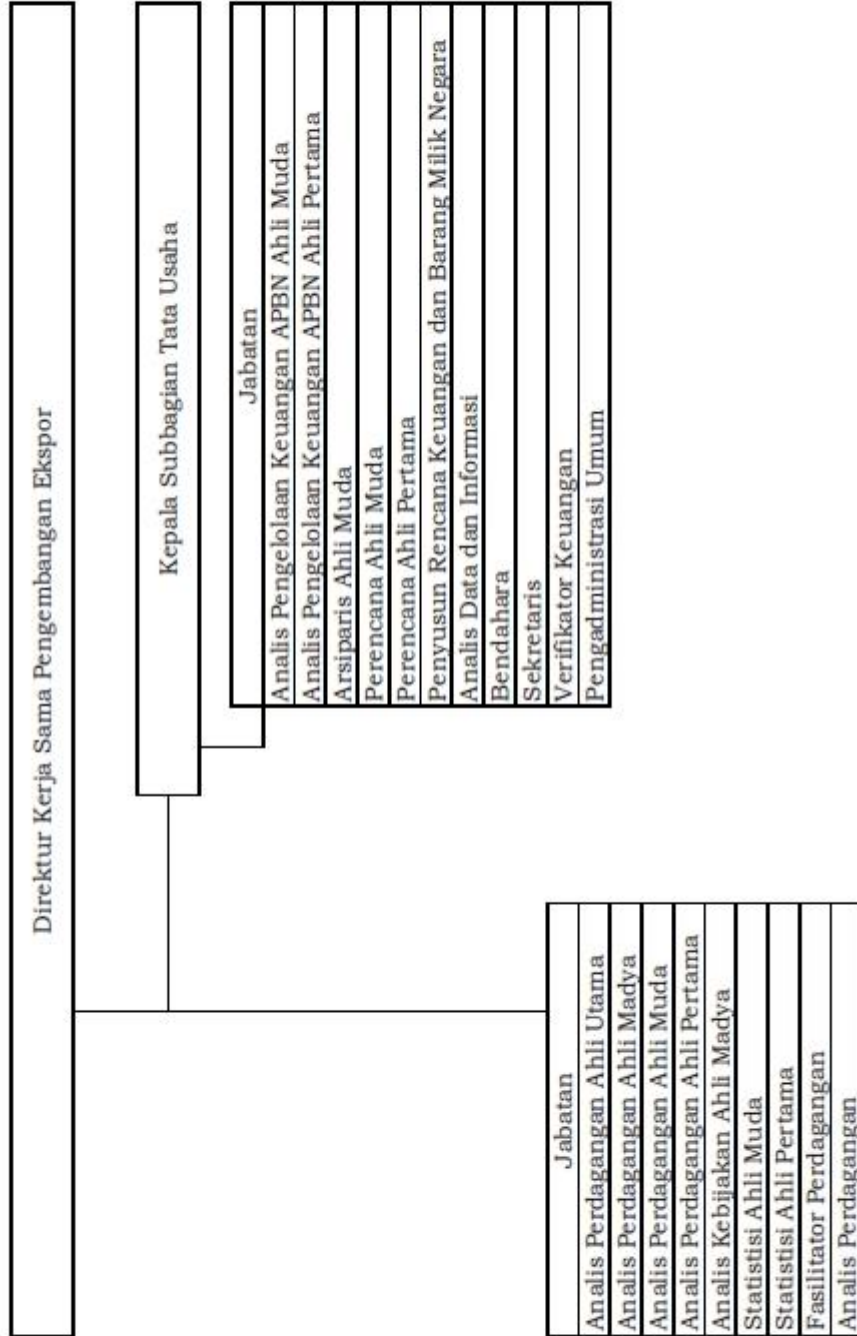 Direktur Kerja Sama Pengembangan Ekspor
Kepala Subbagian Tata Usaha
Jabatan
Analis Pengelolaan Keuangan APBN Ahli Muda
Analis Pengelolaan Keuangan APBN Ahli Pertama
Arsiparis Ahli Muda
Perencana Ahli Muda
Perencana Ahli Pertama
Penyusun Rencana Keuangan dan Barang Milik Negara
Analis Data dan Informasi
Bendahara
Sekretaris
Verifikator Keuangan
Pengadministrasi Umum
Jabatan
Analis Perdagangan Ahli Utama
Analis Perdagangan Ahli Madya
Analis Perdagangan Ahli Muda
Analis Perdagangan Ahli Pertama
Analis Kebijakan Ahli Madya
Statistisi Ahli Muda
Statistisi Ahli Pertama
Fasilitator Perdagangan
Analis Perdagangan